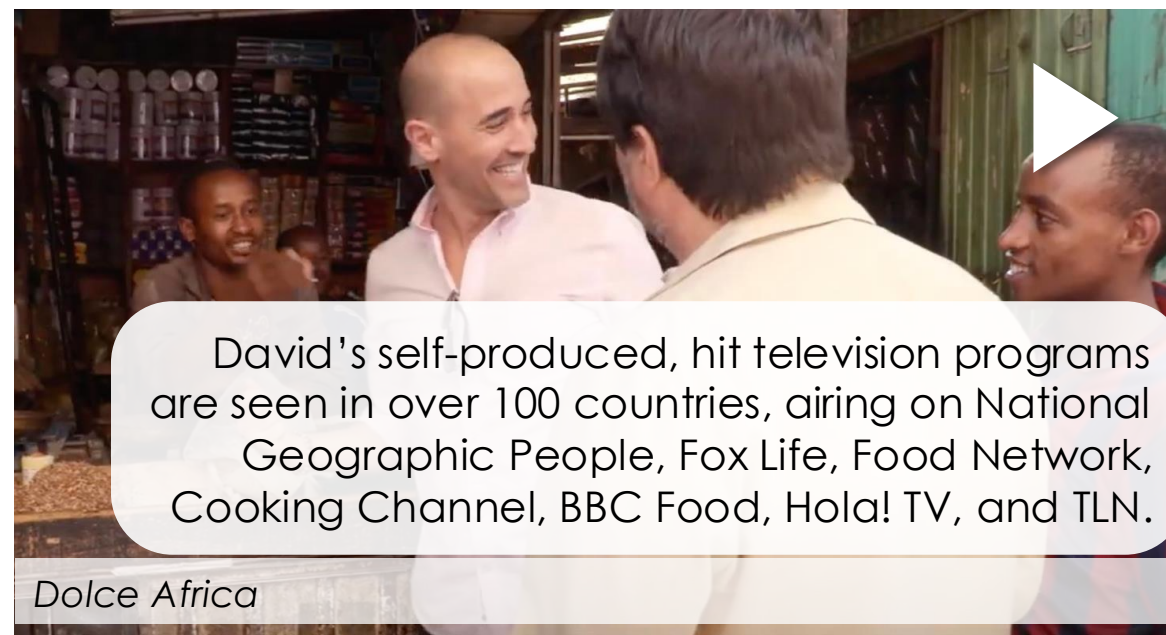 David’s self-produced, hit television programs
are seen in over 100 countries, airing on National
Geographic People, Fox Life, Food Network,
Cooking Channel, BBC Food, Hola! TV, and TLN.
Dolce Africa